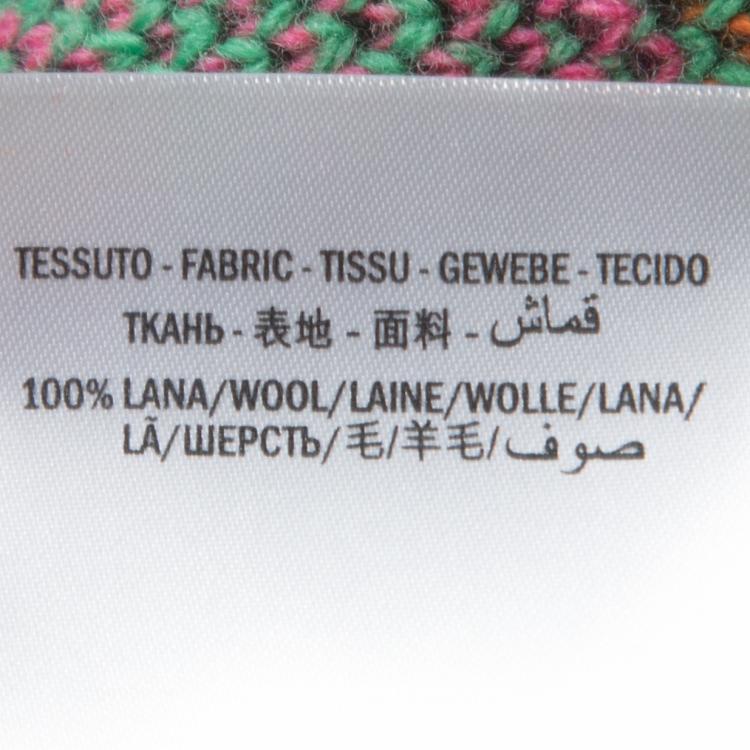 TESSUTO - FABRIC - TISSU - GEWEBE - TECIDO
ТКАНЬ - 表地 - 面料 - قماش
100% LANA/WOOL/LAINE/WOLLE/LANA/
LÃ/ШЕРСТЬ/毛/羊毛/صوف